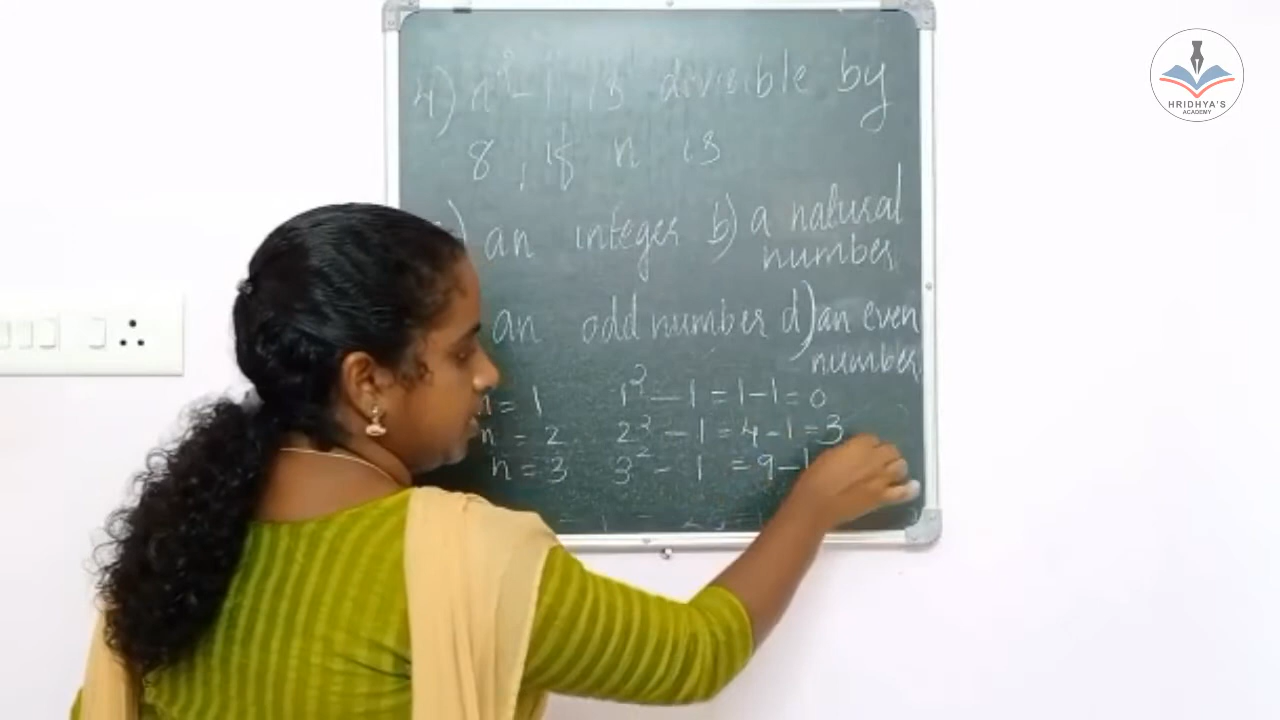 4) n² - 1 is divisible by
8, if n is
an integer b) a natural
number
an odd number d) an even
number
n = 1 1² - 1 = 1 - 1 = 0
n = 2 2² - 1 = 4 - 1 = 3
n = 3 3² - 1 = 9 - 1
HRIDHYA'S
ACADEMY